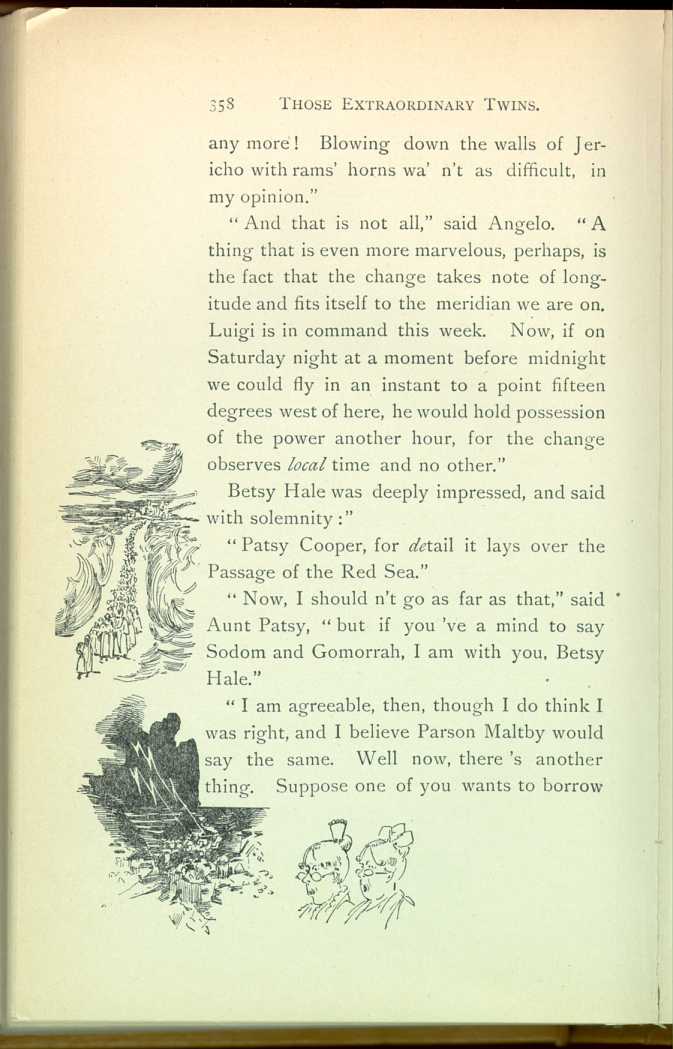 358 THOSE EXTRAORDINARY TWINS.
any more! Blowing down the walls of Jer-
icho with rams' horns wa' n't as difficult, in
my opinion."
"And that is not all," said Angelo. "A
thing that is even more marvelous, perhaps, is
the fact that the change takes note of long-
itude and fits itself to the meridian we are on.
Luigi is in command this week. Now, if on
Saturday night at a moment before midnight
we could fly in an instant to a point fifteen
degrees west of here, he would hold possession
of the power another hour, for the change
observes local time and no other."
Betsy Hale was deeply impressed, and said
with solemnity:"
"Patsy Cooper, for detail it lays over the
Passage of the Red Sea."
"Now, I should n't go as far as that," said
Aunt Patsy, "but if you 've a mind to say
Sodom and Gomorrah, I am with you, Betsy
Hale."
"I am agreeable, then, though I do think I
was right, and I believe Parson Maltby would
say the same. Well now, there 's another
thing. Suppose one of you wants to borrow